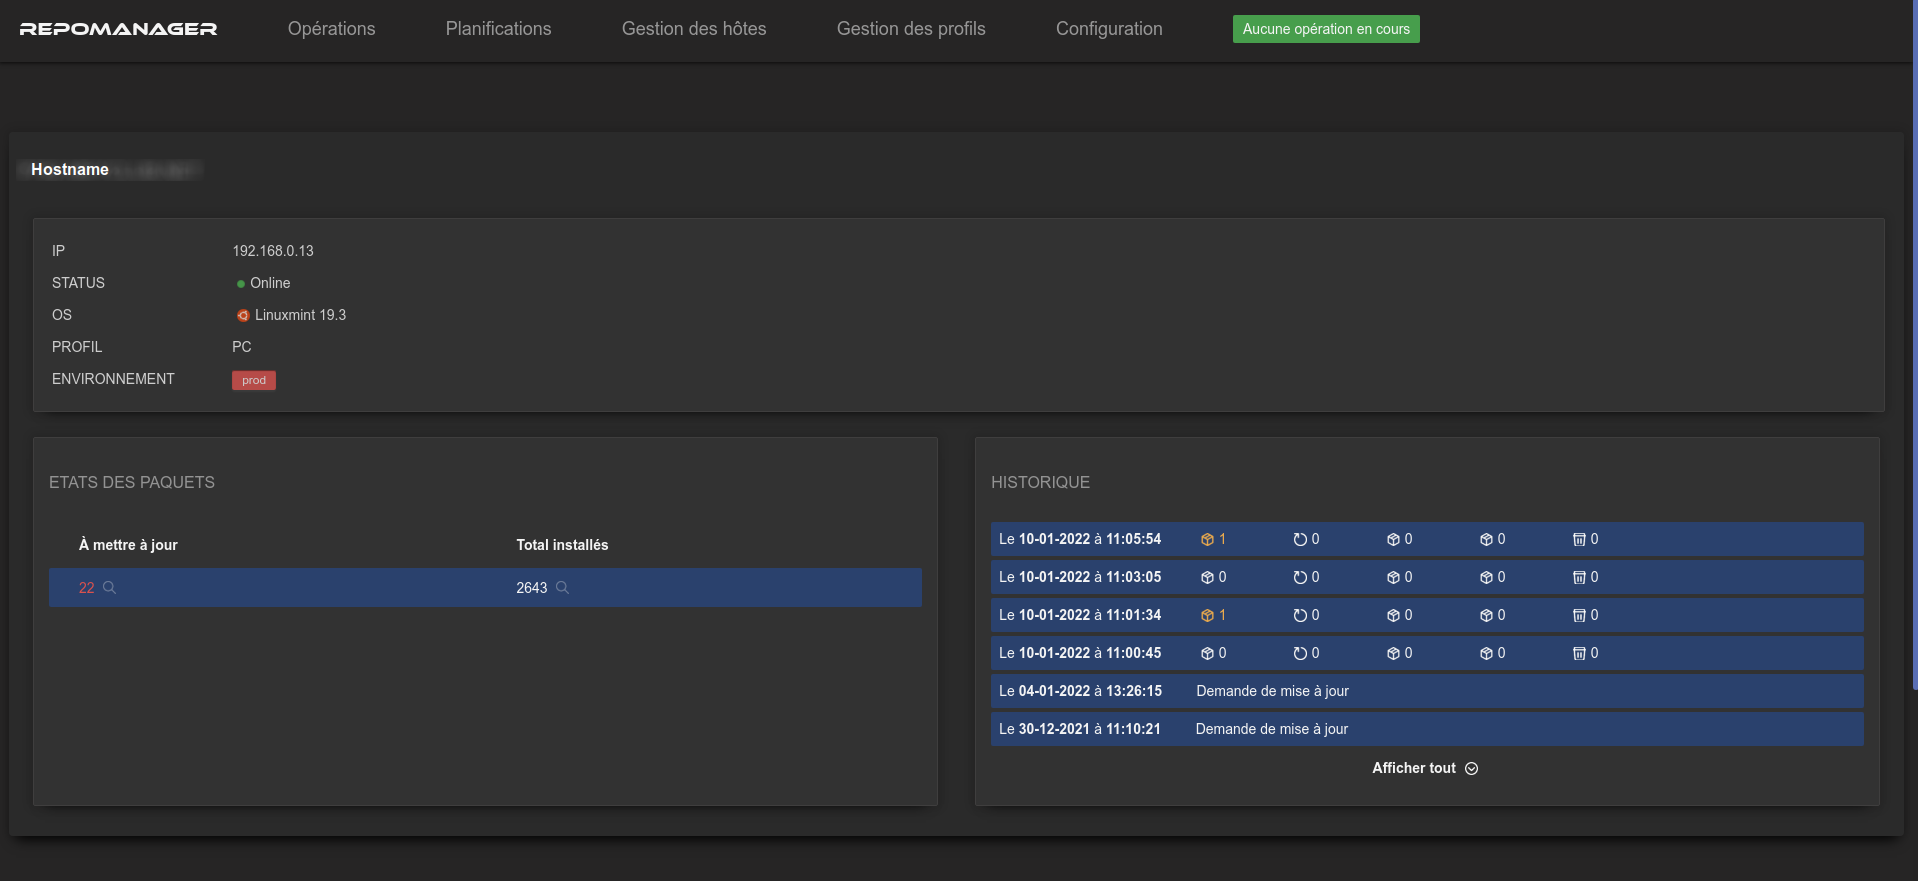 REPOMANAGER Opérations Planifications Gestion des hôtes Gestion des profils Configuration Aucune opération en cours
Hostname
IP 192.168.0.13
STATUS Online
OS Linuxmint 19.3
PROFIL PC
ENVIRONNEMENT prod
ETATS DES PAQUETS
À mettre à jour Total installés
22 2643
HISTORIQUE
Le 10-01-2022 à 11:05:54 1 0 0 0 0
Le 10-01-2022 à 11:03:05 0 0 0 0 0
Le 10-01-2022 à 11:01:34 1 0 0 0 0
Le 10-01-2022 à 11:00:45 0 0 0 0 0
Le 04-01-2022 à 13:26:15 Demande de mise à jour
Le 30-12-2021 à 11:10:21 Demande de mise à jour
Afficher tout